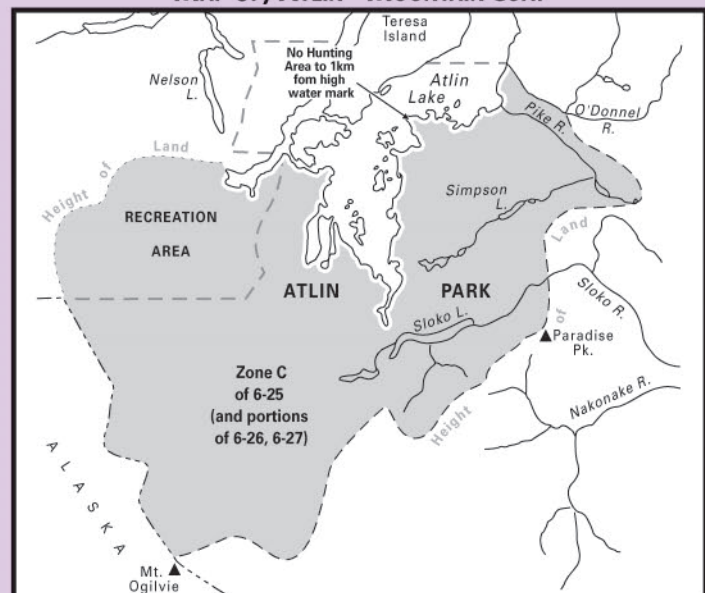 Teresa
Island
No Hunting
Area to 1km
fom high
water mark
Nelson
L.
Atlin
Lake
Pike R.
O'Donnel
R.
Height of Land
RECREATION
AREA
Simpson
L.
ATLIN PARK
Height of Land
Sloko L.
Sloko R.
Paradise
Pk.
Zone C
of 6-25
(and portions
of 6-26, 6-27)
Nakonake R.
ALASKA
Mt.
Ogilvie